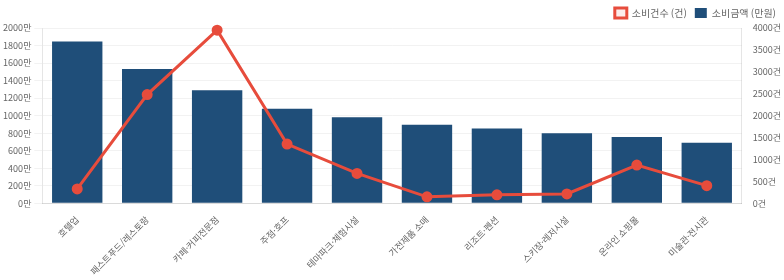 소비건수 (건) 소비금액 (만원)
2000만 4000건
1800만 3500건
1600만 3000건
1400만 2500건
1200만 2000건
1000만 1500건
800만 1000건
600만 500건
400만 0건
200만
0만
호텔업
패스트푸드/레스토랑
카페·커피전문점
주점·호프
테마파크·체험시설
가전제품 소매
리조트·펜션
스키장·레저시설
온라인 쇼핑몰
미술관·전시관